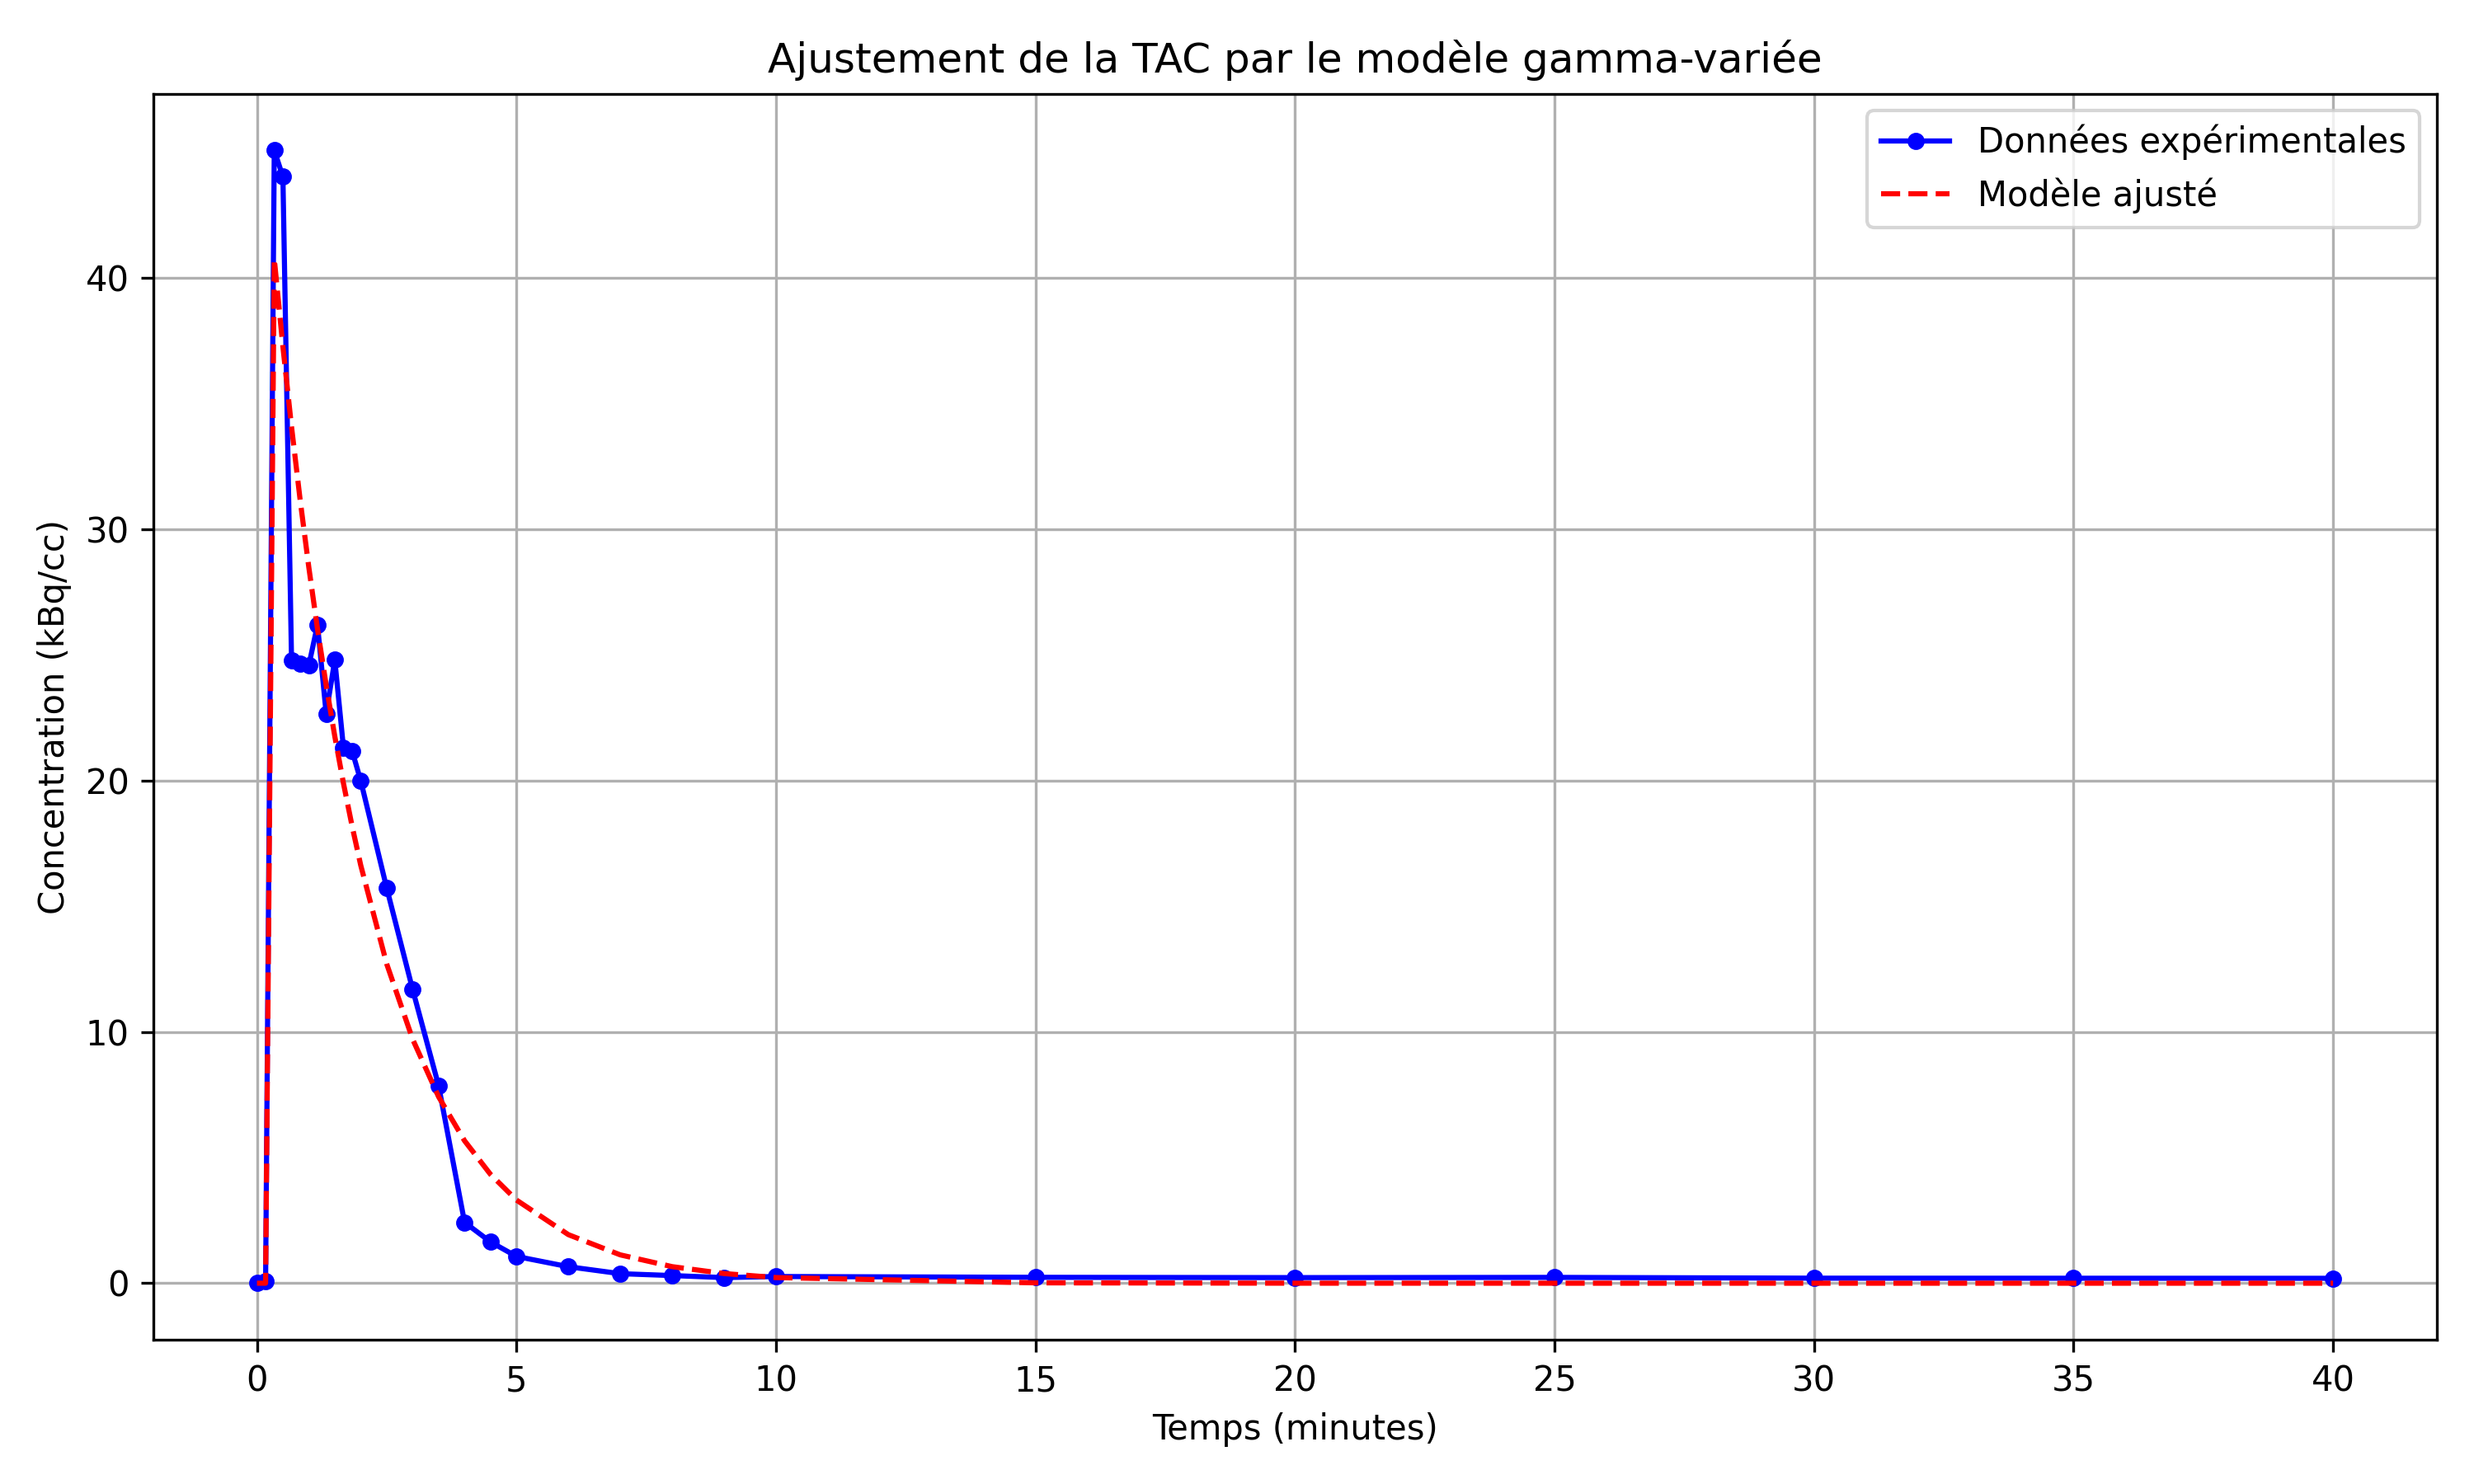 Ajustement de la TAC par le modèle gamma-variée
Données expérimentales
Modèle ajusté
Concentration (kBq/cc)
40
30
20
10
0
0 5 10 15 20 25 30 35 40
Temps (minutes)